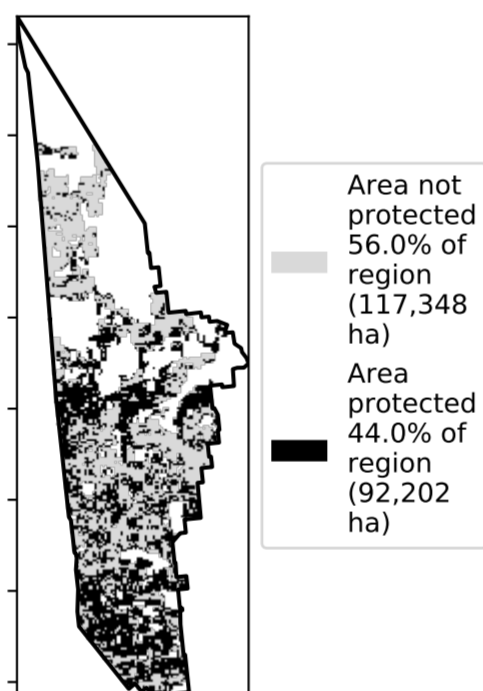 Area not
protected
56.0% of
region
(117,348
ha)
Area
protected
44.0% of
region
(92,202
ha)